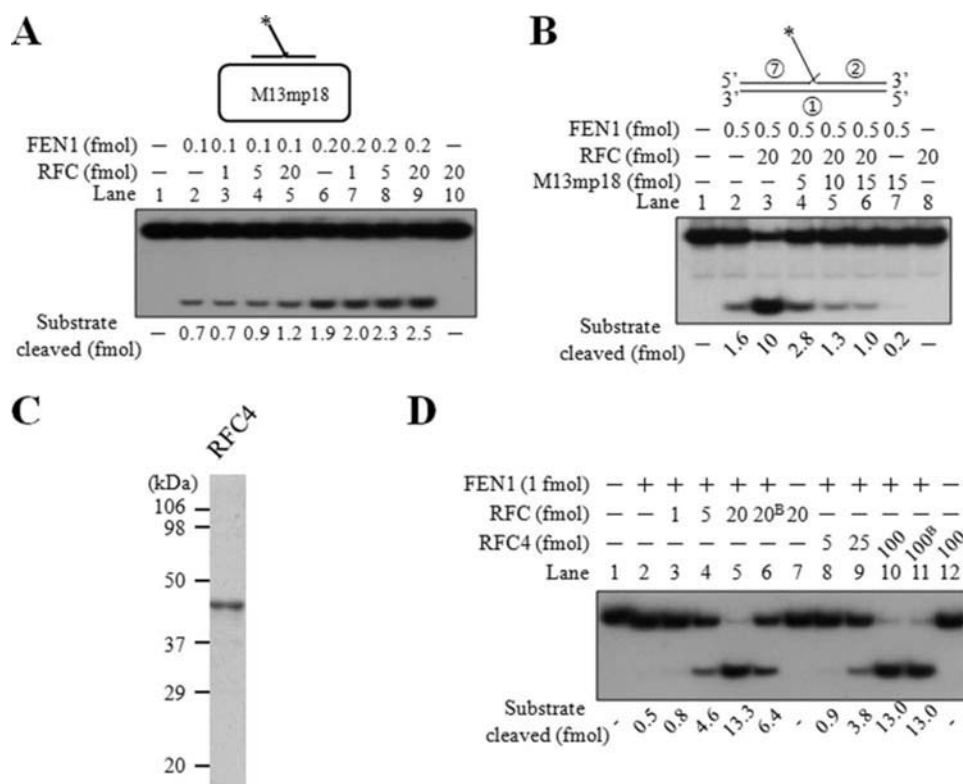 A
*
M13mp18
FEN1 (fmol) — 0.1 0.1 0.1 0.1 0.2 0.2 0.2 0.2 —
RFC (fmol) — — 1 5 20 — 1 5 20 20
Lane 1 2 3 4 5 6 7 8 9 10
Substrate cleaved (fmol) — 0.7 0.7 0.9 1.2 1.9 2.0 2.3 2.5 —
B
*
⑦ ②
5’ 3’
3’ 5’
①
FEN1 (fmol) — 0.5 0.5 0.5 0.5 0.5 0.5 —
RFC (fmol) — — 20 20 20 20 — 20
M13mp18 (fmol) — — — 5 10 15 15 —
Lane 1 2 3 4 5 6 7 8
Substrate cleaved (fmol) — 1.6 10 2.8 1.3 1.0 0.2 —
C
RFC4
(kDa)
106
98
50
37
29
20
D
FEN1 (1 fmol) — + + + + + — + + + + —
RFC (fmol) — — 1 5 20 20ᴮ 20 — — — — —
RFC4 (fmol) — — — — — — — 5 25 100 100ᴮ 100
Lane 1 2 3 4 5 6 7 8 9 10 11 12
Substrate cleaved (fmol) - 0.5 0.8 4.6 13.3 6.4 - 0.9 3.8 13.0 13.0 -